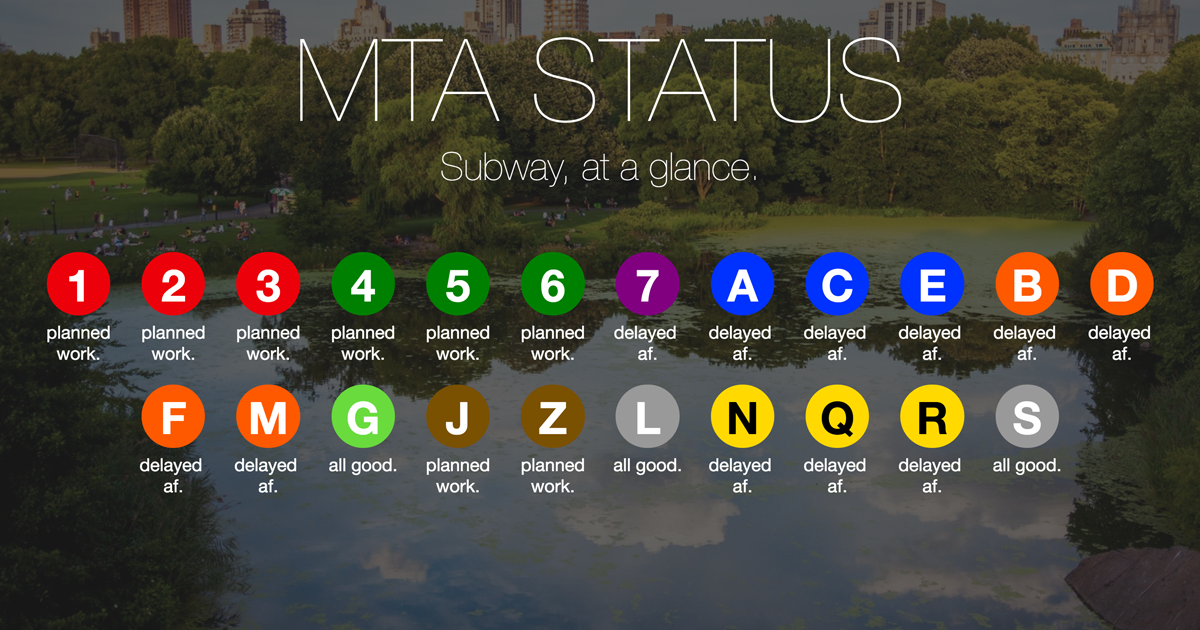 MTA STATUS
Subway, at a glance.
1 2 3 4 5 6 7 A C E B D
planned planned planned planned planned planned delayed delayed delayed delayed delayed delayed
work. work. work. work. work. work. af. af. af. af. af. af.
F M G J Z L N Q R S
delayed delayed all good. planned planned all good. delayed delayed delayed all good.
af. af. work. work. af. af. af.